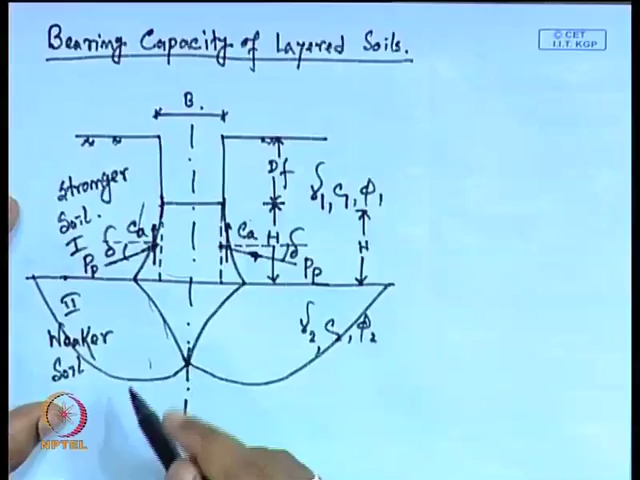 Bearing Capacity of Layered Soils.
© CET
I.I.T. KGP
B.
Stronger
Soil.
I
Df
γ1, C1, φ1
Ca
Ca
H
H
δ
δ
Pp
Pp
II
Weaker
Soil
γ2, C2, φ2
NPTEL